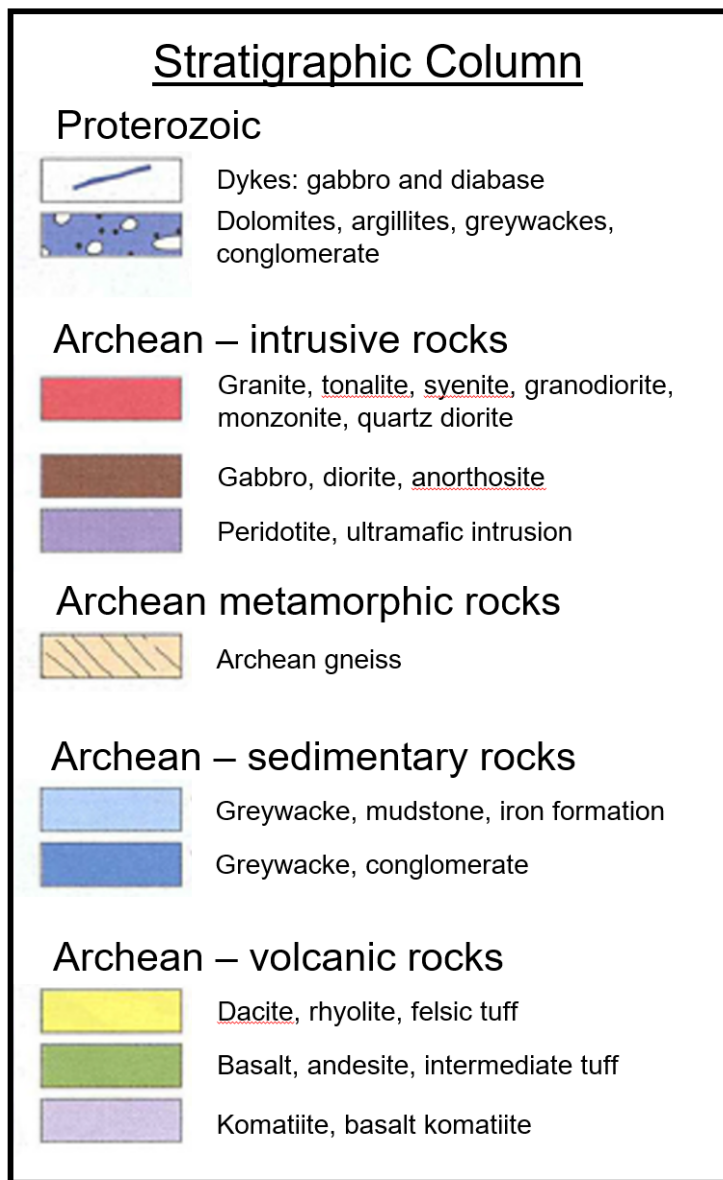 Stratigraphic Column
Proterozoic
Dykes: gabbro and diabase
Dolomites, argillites, greywackes,
conglomerate
Archean – intrusive rocks
Granite, tonalite, syenite, granodiorite,
monzonite, quartz diorite
Gabbro, diorite, anorthosite
Peridotite, ultramafic intrusion
Archean metamorphic rocks
Archean gneiss
Archean – sedimentary rocks
Greywacke, mudstone, iron formation
Greywacke, conglomerate
Archean – volcanic rocks
Dacite, rhyolite, felsic tuff
Basalt, andesite, intermediate tuff
Komatiite, basalt komatiite